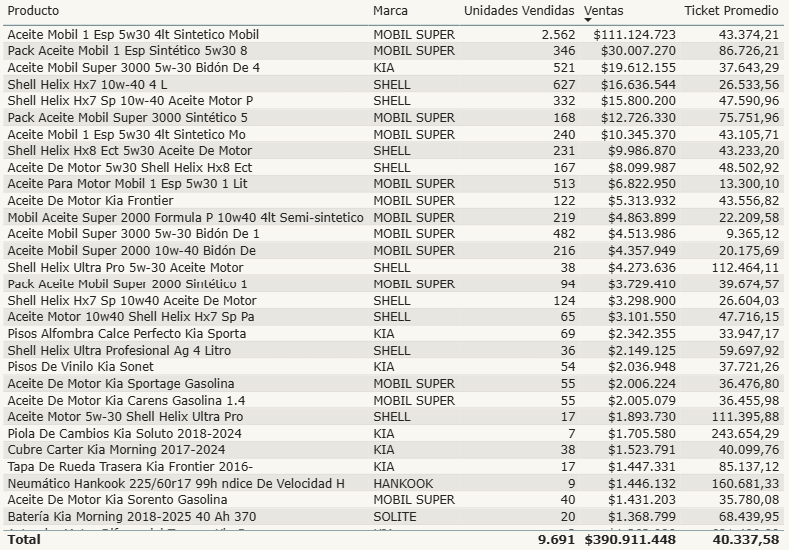 Producto Marca Unidades Vendidas Ventas Ticket Promedio
Aceite Mobil 1 Esp 5w30 4lt Sintetico Mobil MOBIL SUPER 2.562 $111.124.723 43.374,21
Pack Aceite Mobil 1 Esp Sintético 5w30 8 MOBIL SUPER 346 $30.007.270 86.726,21
Aceite Mobil Super 3000 5w-30 Bidón De 4 KIA 521 $19.612.155 37.643,29
Shell Helix Hx7 10w-40 4 L SHELL 627 $16.636.544 26.533,56
Shell Helix Hx7 Sp 10w-40 Aceite Motor P SHELL 332 $15.800.200 47.590,96
Pack Aceite Mobil Super 3000 Sintético 5 MOBIL SUPER 168 $12.726.330 75.751,96
Aceite Mobil 1 Esp 5w30 4lt Sintetico Mo MOBIL SUPER 240 $10.345.370 43.105,71
Shell Helix Hx8 Ect 5w30 Aceite De Motor SHELL 231 $9.986.870 43.233,20
Aceite De Motor 5w30 Shell Helix Hx8 Ect SHELL 167 $8.099.987 48.502,92
Aceite Para Motor Mobil 1 Esp 5w30 1 Lit MOBIL SUPER 513 $6.822.950 13.300,10
Aceite De Motor Kia Frontier MOBIL SUPER 122 $5.313.932 43.556,82
Mobil Aceite Super 2000 Formula P 10w40 4lt Semi-sintetico MOBIL SUPER 219 $4.863.899 22.209,58
Aceite Mobil Super 3000 5w-30 Bidón De 1 MOBIL SUPER 482 $4.513.986 9.365,12
Aceite Mobil Super 2000 10w-40 Bidón De MOBIL SUPER 216 $4.357.949 20.175,69
Shell Helix Ultra Pro 5w-30 Aceite Motor SHELL 38 $4.273.636 112.464,11
Pack Aceite Mobil Super 2000 Sintético 1 MOBIL SUPER 94 $3.729.410 39.674,57
Shell Helix Hx7 Sp 10w40 Aceite De Motor SHELL 124 $3.298.900 26.604,03
Aceite Motor 10w40 Shell Helix Hx7 Sp Pa SHELL 65 $3.101.550 47.716,15
Pisos Alfombra Calce Perfecto Kia Sporta KIA 69 $2.342.355 33.947,17
Shell Helix Ultra Profesional Ag 4 Litro SHELL 36 $2.149.125 59.697,92
Pisos De Vinilo Kia Sonet KIA 54 $2.036.948 37.721,26
Aceite De Motor Kia Sportage Gasolina MOBIL SUPER 55 $2.006.224 36.476,80
Aceite De Motor Kia Carens Gasolina 1.4 MOBIL SUPER 55 $2.005.079 36.455,98
Aceite Motor 5w-30 Shell Helix Ultra Pro SHELL 17 $1.893.730 111.395,88
Piola De Cambios Kia Soluto 2018-2024 KIA 7 $1.705.580 243.654,29
Cubre Carter Kia Morning 2017-2024 KIA 38 $1.523.791 40.099,76
Tapa De Rueda Trasera Kia Frontier 2016- KIA 17 $1.447.331 85.137,12
Neumático Hankook 225/60r17 99h ndice De Velocidad H HANKOOK 9 $1.446.132 160.681,33
Aceite De Motor Kia Sorento Gasolina MOBIL SUPER 40 $1.431.203 35.780,08
Batería Kia Morning 2018-2025 40 Ah 370 SOLITE 20 $1.368.799 68.439,95
Total 9.691 $390.911.448 40.337,58